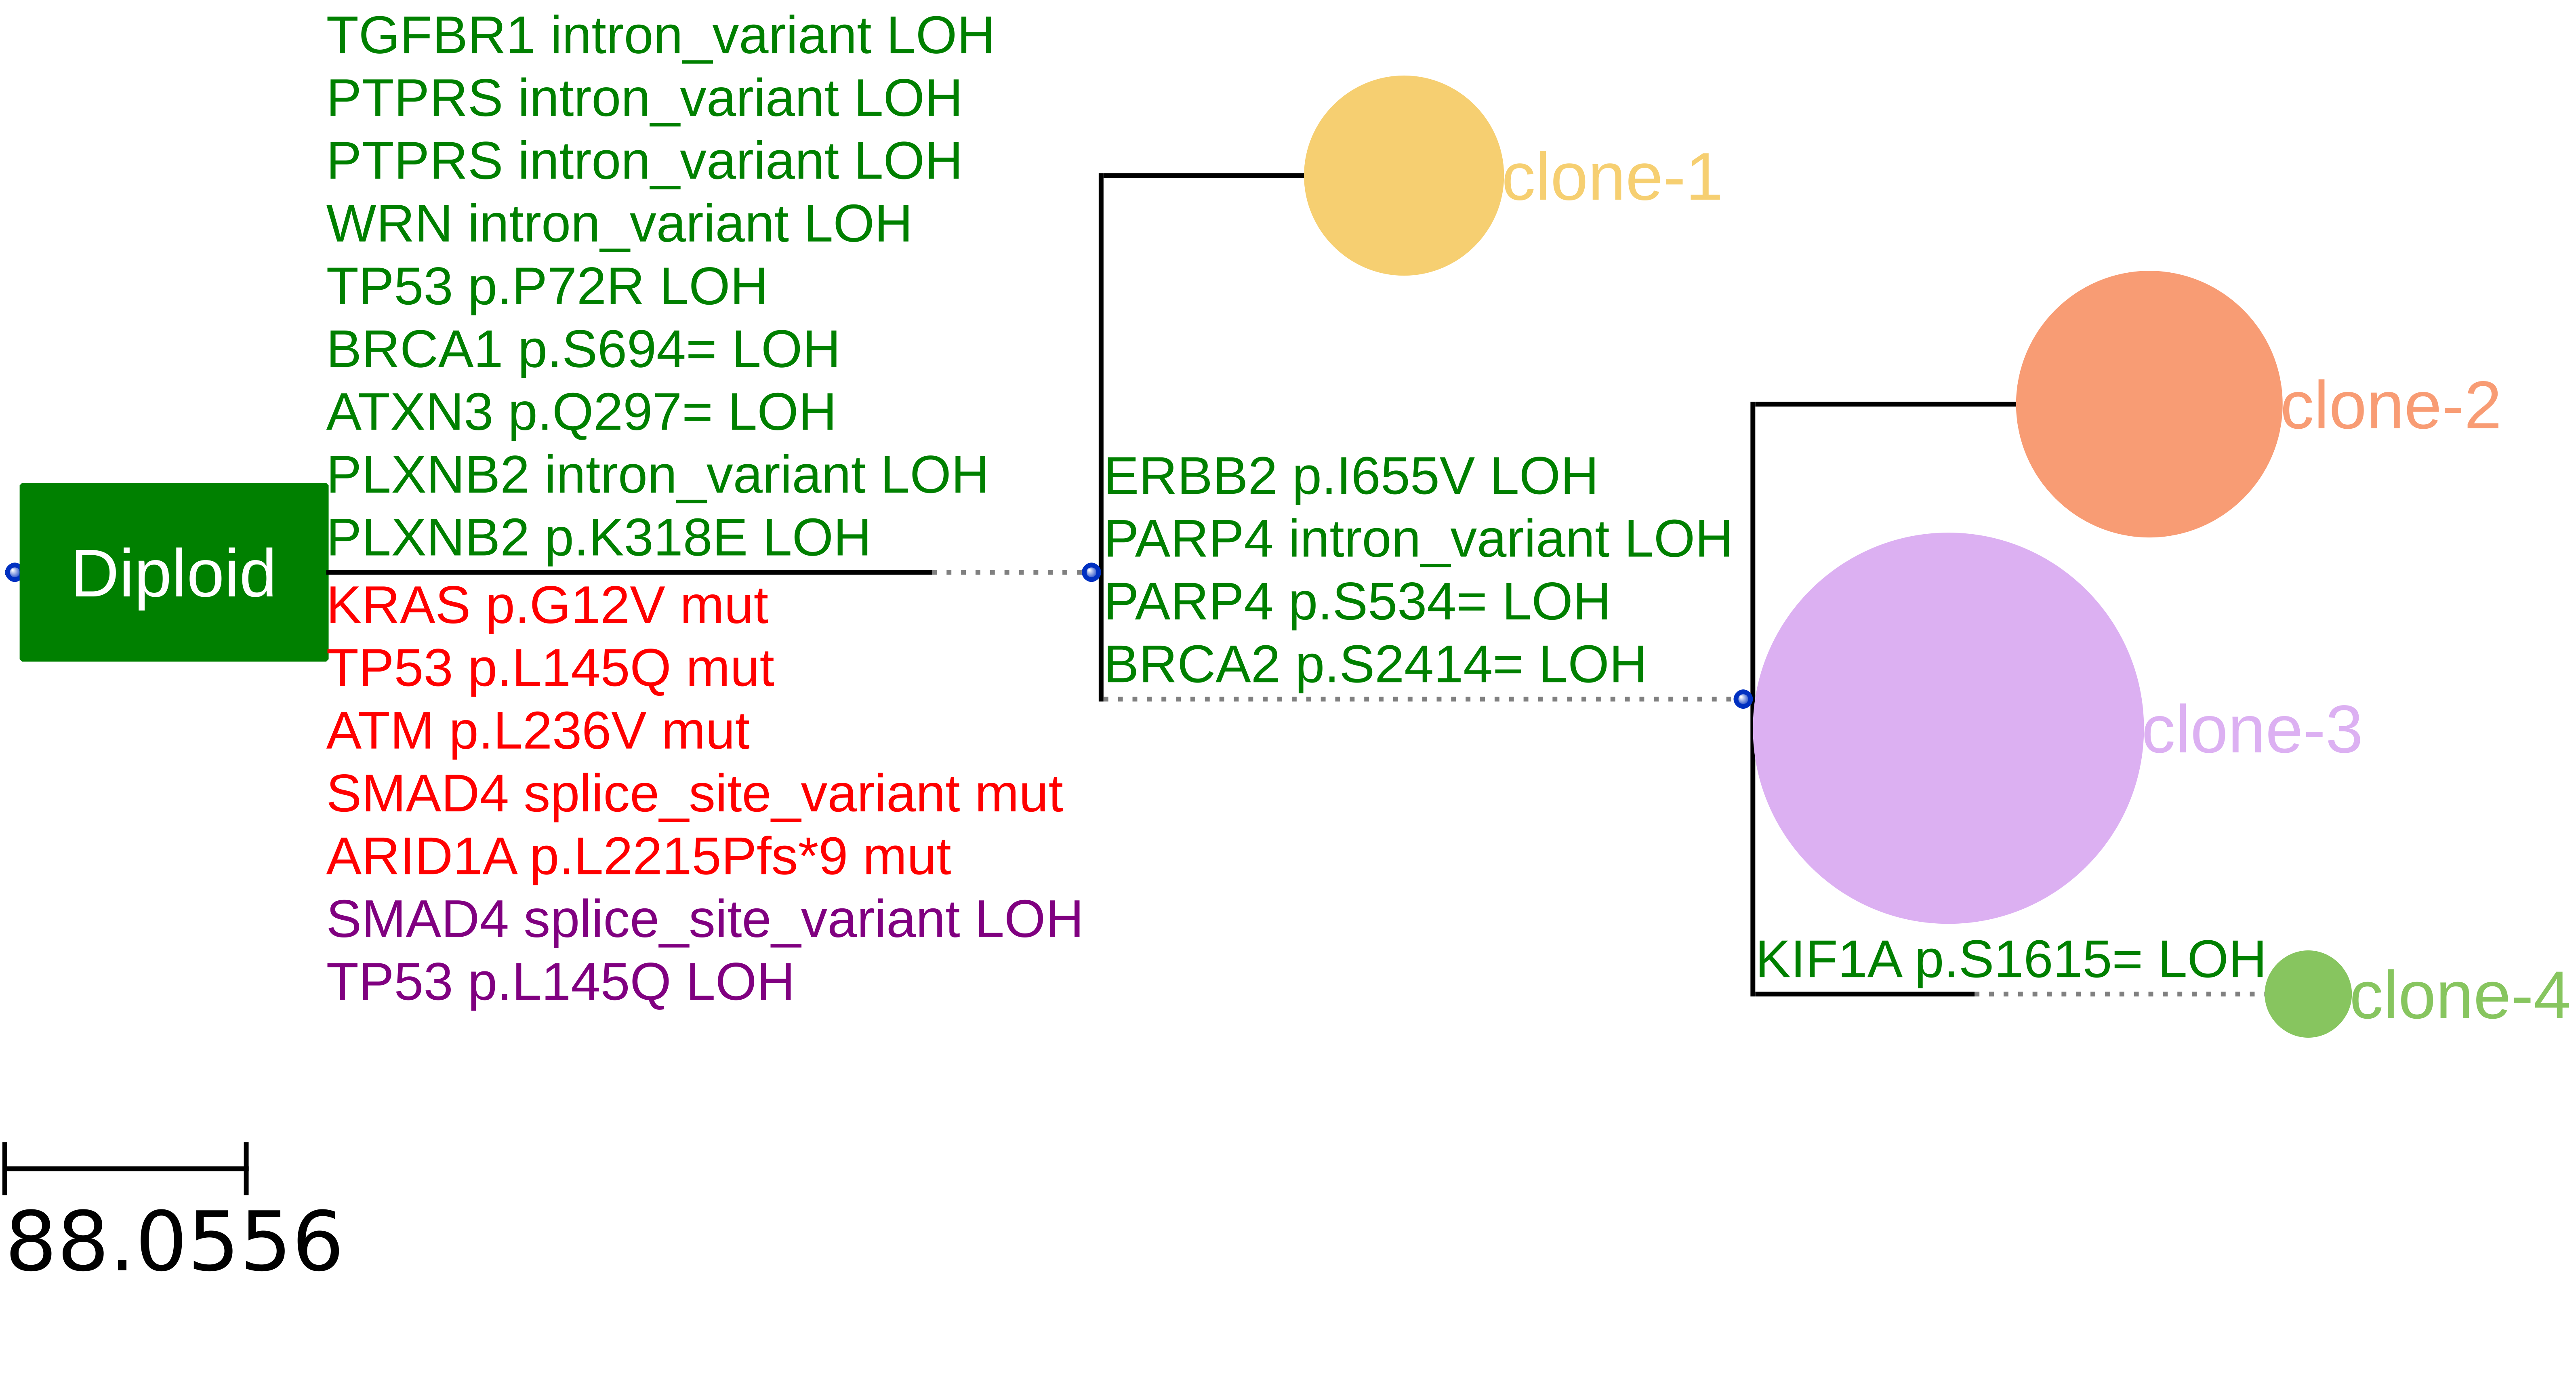 TGFBR1 intron_variant LOH
PTPRS intron_variant LOH
PTPRS intron_variant LOH
WRN intron_variant LOH
TP53 p.P72R LOH
BRCA1 p.S694= LOH
ATXN3 p.Q297= LOH
PLXNB2 intron_variant LOH
PLXNB2 p.K318E LOH
Diploid
KRAS p.G12V mut
TP53 p.L145Q mut
ATM p.L236V mut
SMAD4 splice_site_variant mut
ARID1A p.L2215Pfs*9 mut
SMAD4 splice_site_variant LOH
TP53 p.L145Q LOH
clone-1
ERBB2 p.I655V LOH
PARP4 intron_variant LOH
PARP4 p.S534= LOH
BRCA2 p.S2414= LOH
clone-2
clone-3
KIF1A p.S1615= LOH
clone-4
88.0556